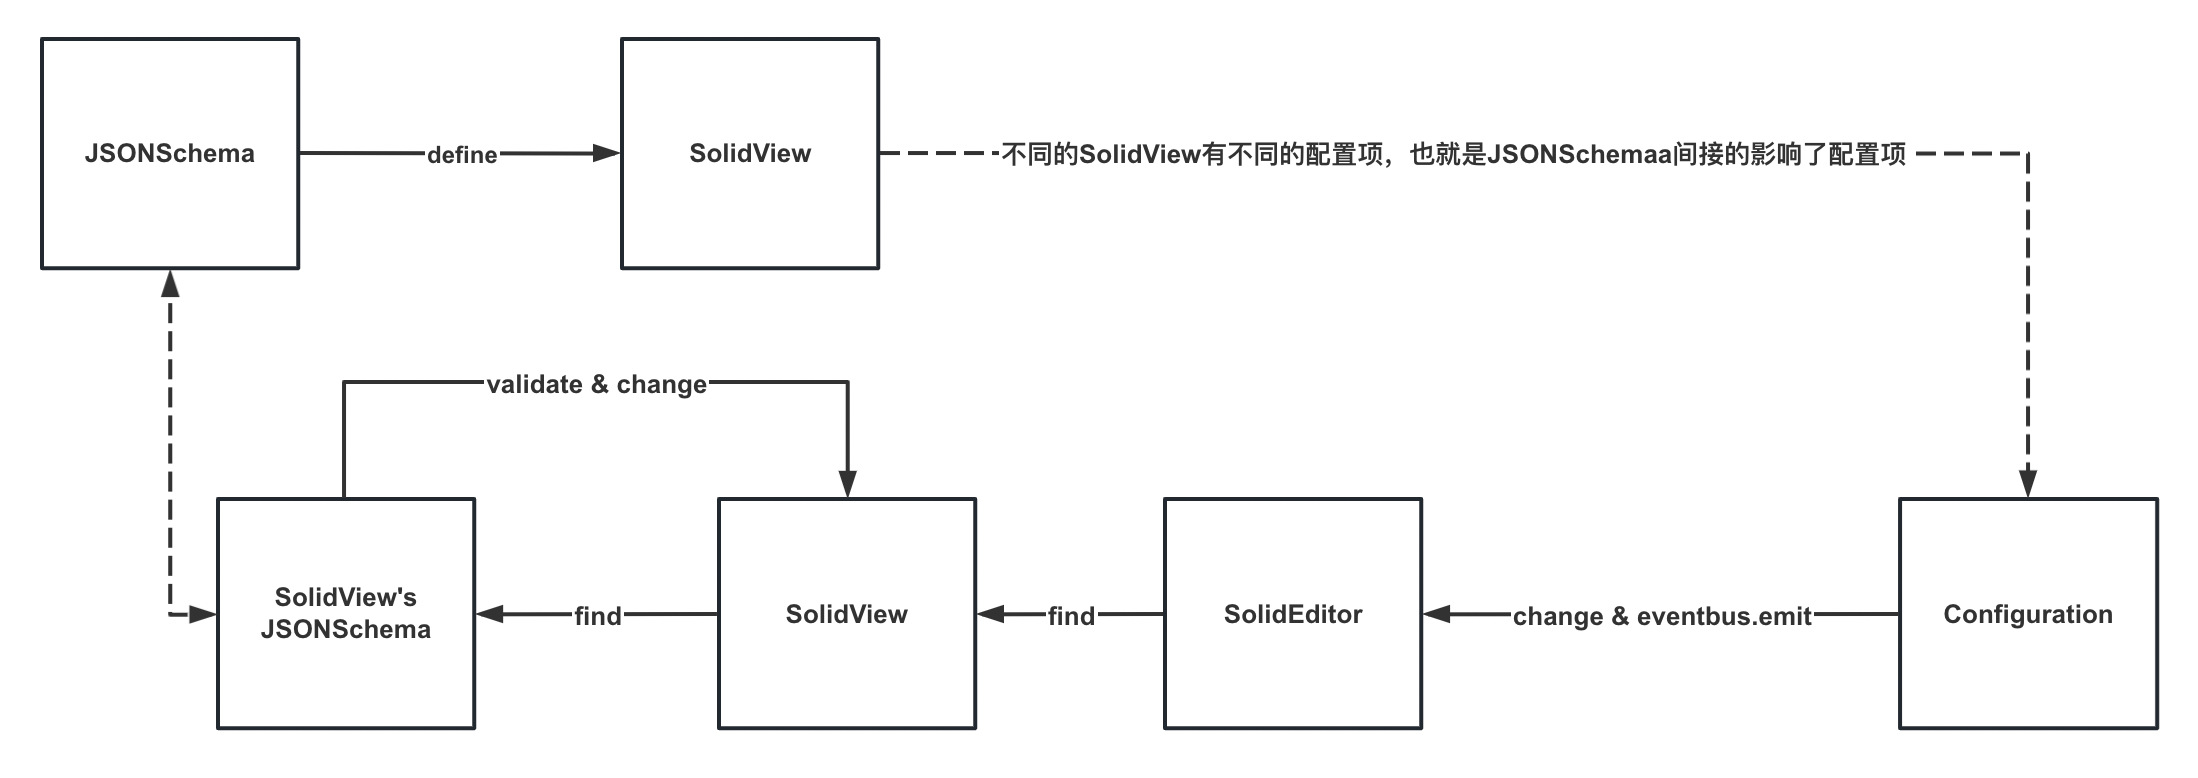 JSONSchema
define
SolidView
不同的SolidView有不同的配置项，也就是JSONSchemaa间接的影响了配置项
validate & change
SolidView's
JSONSchema
find
SolidView
find
SolidEditor
change & eventbus.emit
Configuration